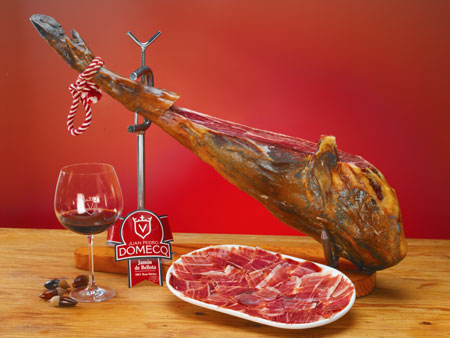 V
JUAN PEDRO
DOMECQ
Jamón
de Bellota